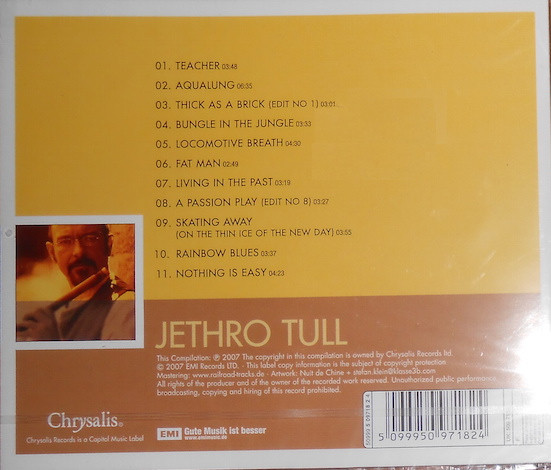 01. TEACHER 03:48
02. AQUALUNG 06:35
03. THICK AS A BRICK (EDIT NO 1) 03:01
04. BUNGLE IN THE JUNGLE 03:53
05. LOCOMOTIVE BREATH 04:30
06. FAT MAN 02:49
07. LIVING IN THE PAST 03:19
08. A PASSION PLAY (EDIT NO 8) 03:27
09. SKATING AWAY
(ON THE THIN ICE OF THE NEW DAY) 03:55
10. RAINBOW BLUES 03:37
11. NOTHING IS EASY 04:23
JETHRO TULL
This Compilation: ℗ 2007 The copyright in this compilation is owned by Chrysalis Records ltd.
© 2007 EMI Records LTD. · This label copy information is the subject of copyright protection
Mastering: www.railroad-tracks.de · Artwork: Nuit de Chine + stefan.klein@klasse3b.com
All rights of the producer and of the owner of the recorded work reserved. Unauthorized public performance
broadcasting, copying and hiring of this record prohibited.
Chrysalis®
Chrysalis Records is a Capitol Music Label
EMI Gute Musik ist besser
www.emimusic.de
5 099950 971824